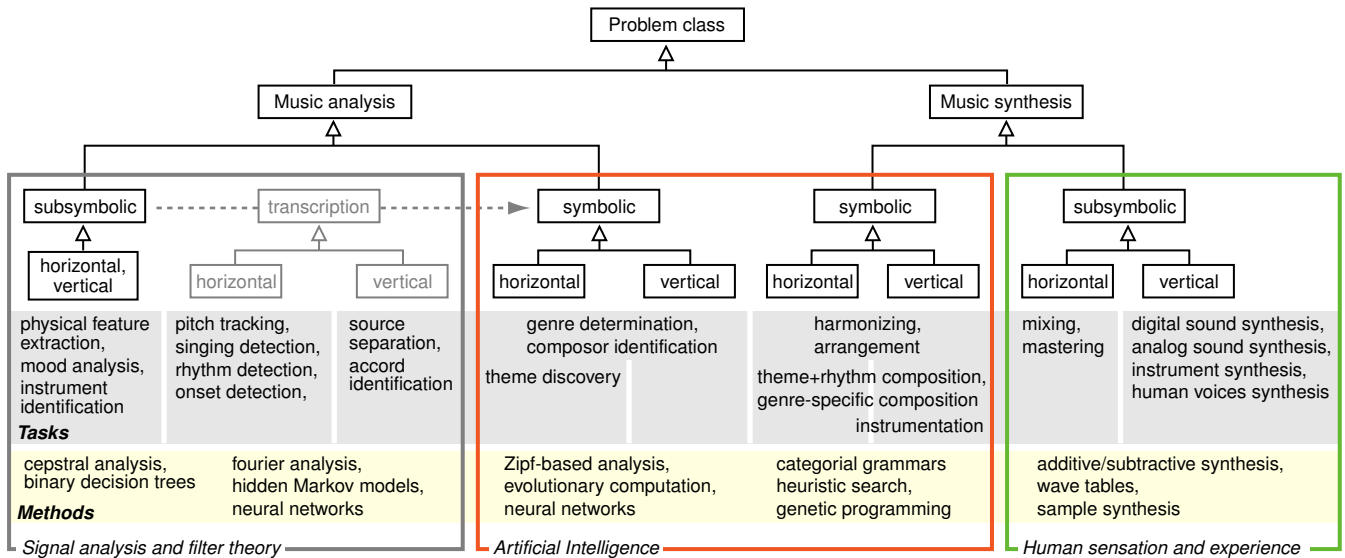 Problem class
Music analysis
Music synthesis
subsymbolic
transcription
symbolic
symbolic
subsymbolic
horizontal,
vertical
horizontal
vertical
horizontal
vertical
horizontal
vertical
horizontal
vertical
physical feature
extraction,
mood analysis,
instrument
identification
pitch tracking,
singing detection,
rhythm detection,
onset detection,
source
separation,
accord
identification
genre determination,
composor identification
theme discovery
harmonizing,
arrangement
theme+rhythm composition,
genre-specific composition
instrumentation
mixing,
mastering
digital sound synthesis,
analog sound synthesis,
instrument synthesis,
human voices synthesis
Tasks
cepstral analysis,
binary decision trees
fourier analysis,
hidden Markov models,
neural networks
Zipf-based analysis,
evolutionary computation,
neural networks
categorial grammars
heuristic search,
genetic programming
additive/subtractive synthesis,
wave tables,
sample synthesis
Methods
Signal analysis and filter theory
Artificial Intelligence
Human sensation and experience